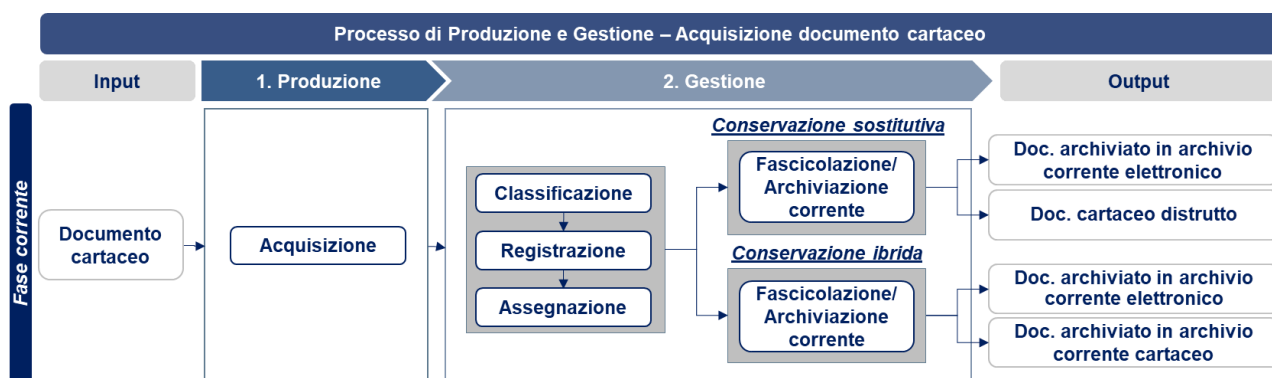 Processo di Produzione e Gestione – Acquisizione documento cartaceo
Input
1. Produzione
2. Gestione
Output
Fase corrente
Documento
cartaceo
Acquisizione
Classificazione
Registrazione
Assegnazione
Conservazione sostitutiva
Fascicolazione/
Archiviazione
corrente
Conservazione ibrida
Fascicolazione/
Archiviazione
corrente
Doc. archiviato in archivio
corrente elettronico
Doc. cartaceo distrutto
Doc. archiviato in archivio
corrente elettronico
Doc. archiviato in archivio
corrente cartaceo